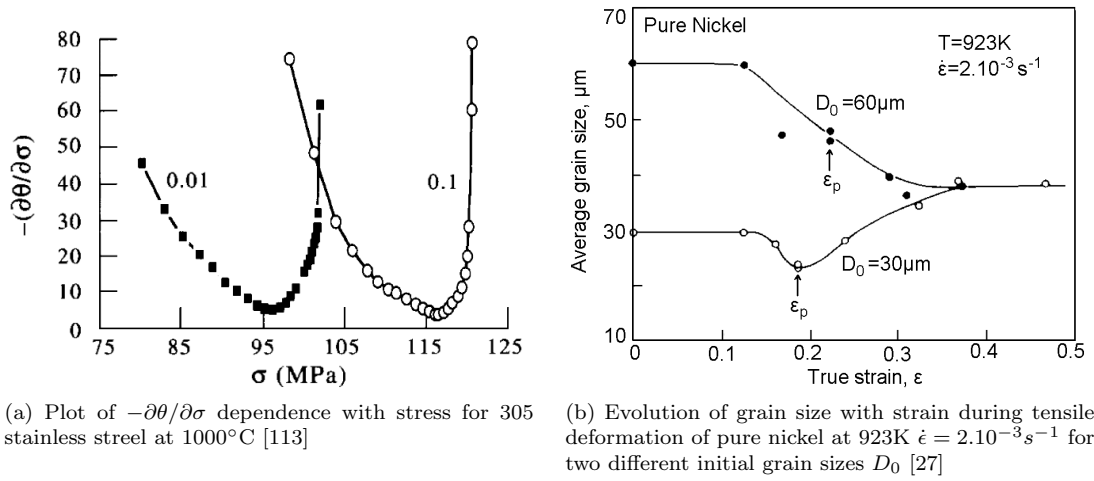 80
70
60
50
40
30
20
10
0
−(∂θ/∂σ)
0.01
0.1
75
85
95
105
115
125
σ (MPa)
Pure Nickel
T=923K
ε̇=2.10⁻³ s⁻¹
70
50
30
10
Average grain size, µm
D₀ =60µm
εₚ
D₀ =30µm
εₚ
0
0.1
0.2
0.3
0.4
0.5
True strain, ε
(a) Plot of −∂θ/∂σ dependence with stress for 305
stainless streel at 1000°C [113]
(b) Evolution of grain size with strain during tensile
deformation of pure nickel at 923K ϵ̇ = 2.10⁻³s⁻¹ for
two different initial grain sizes D₀ [27]